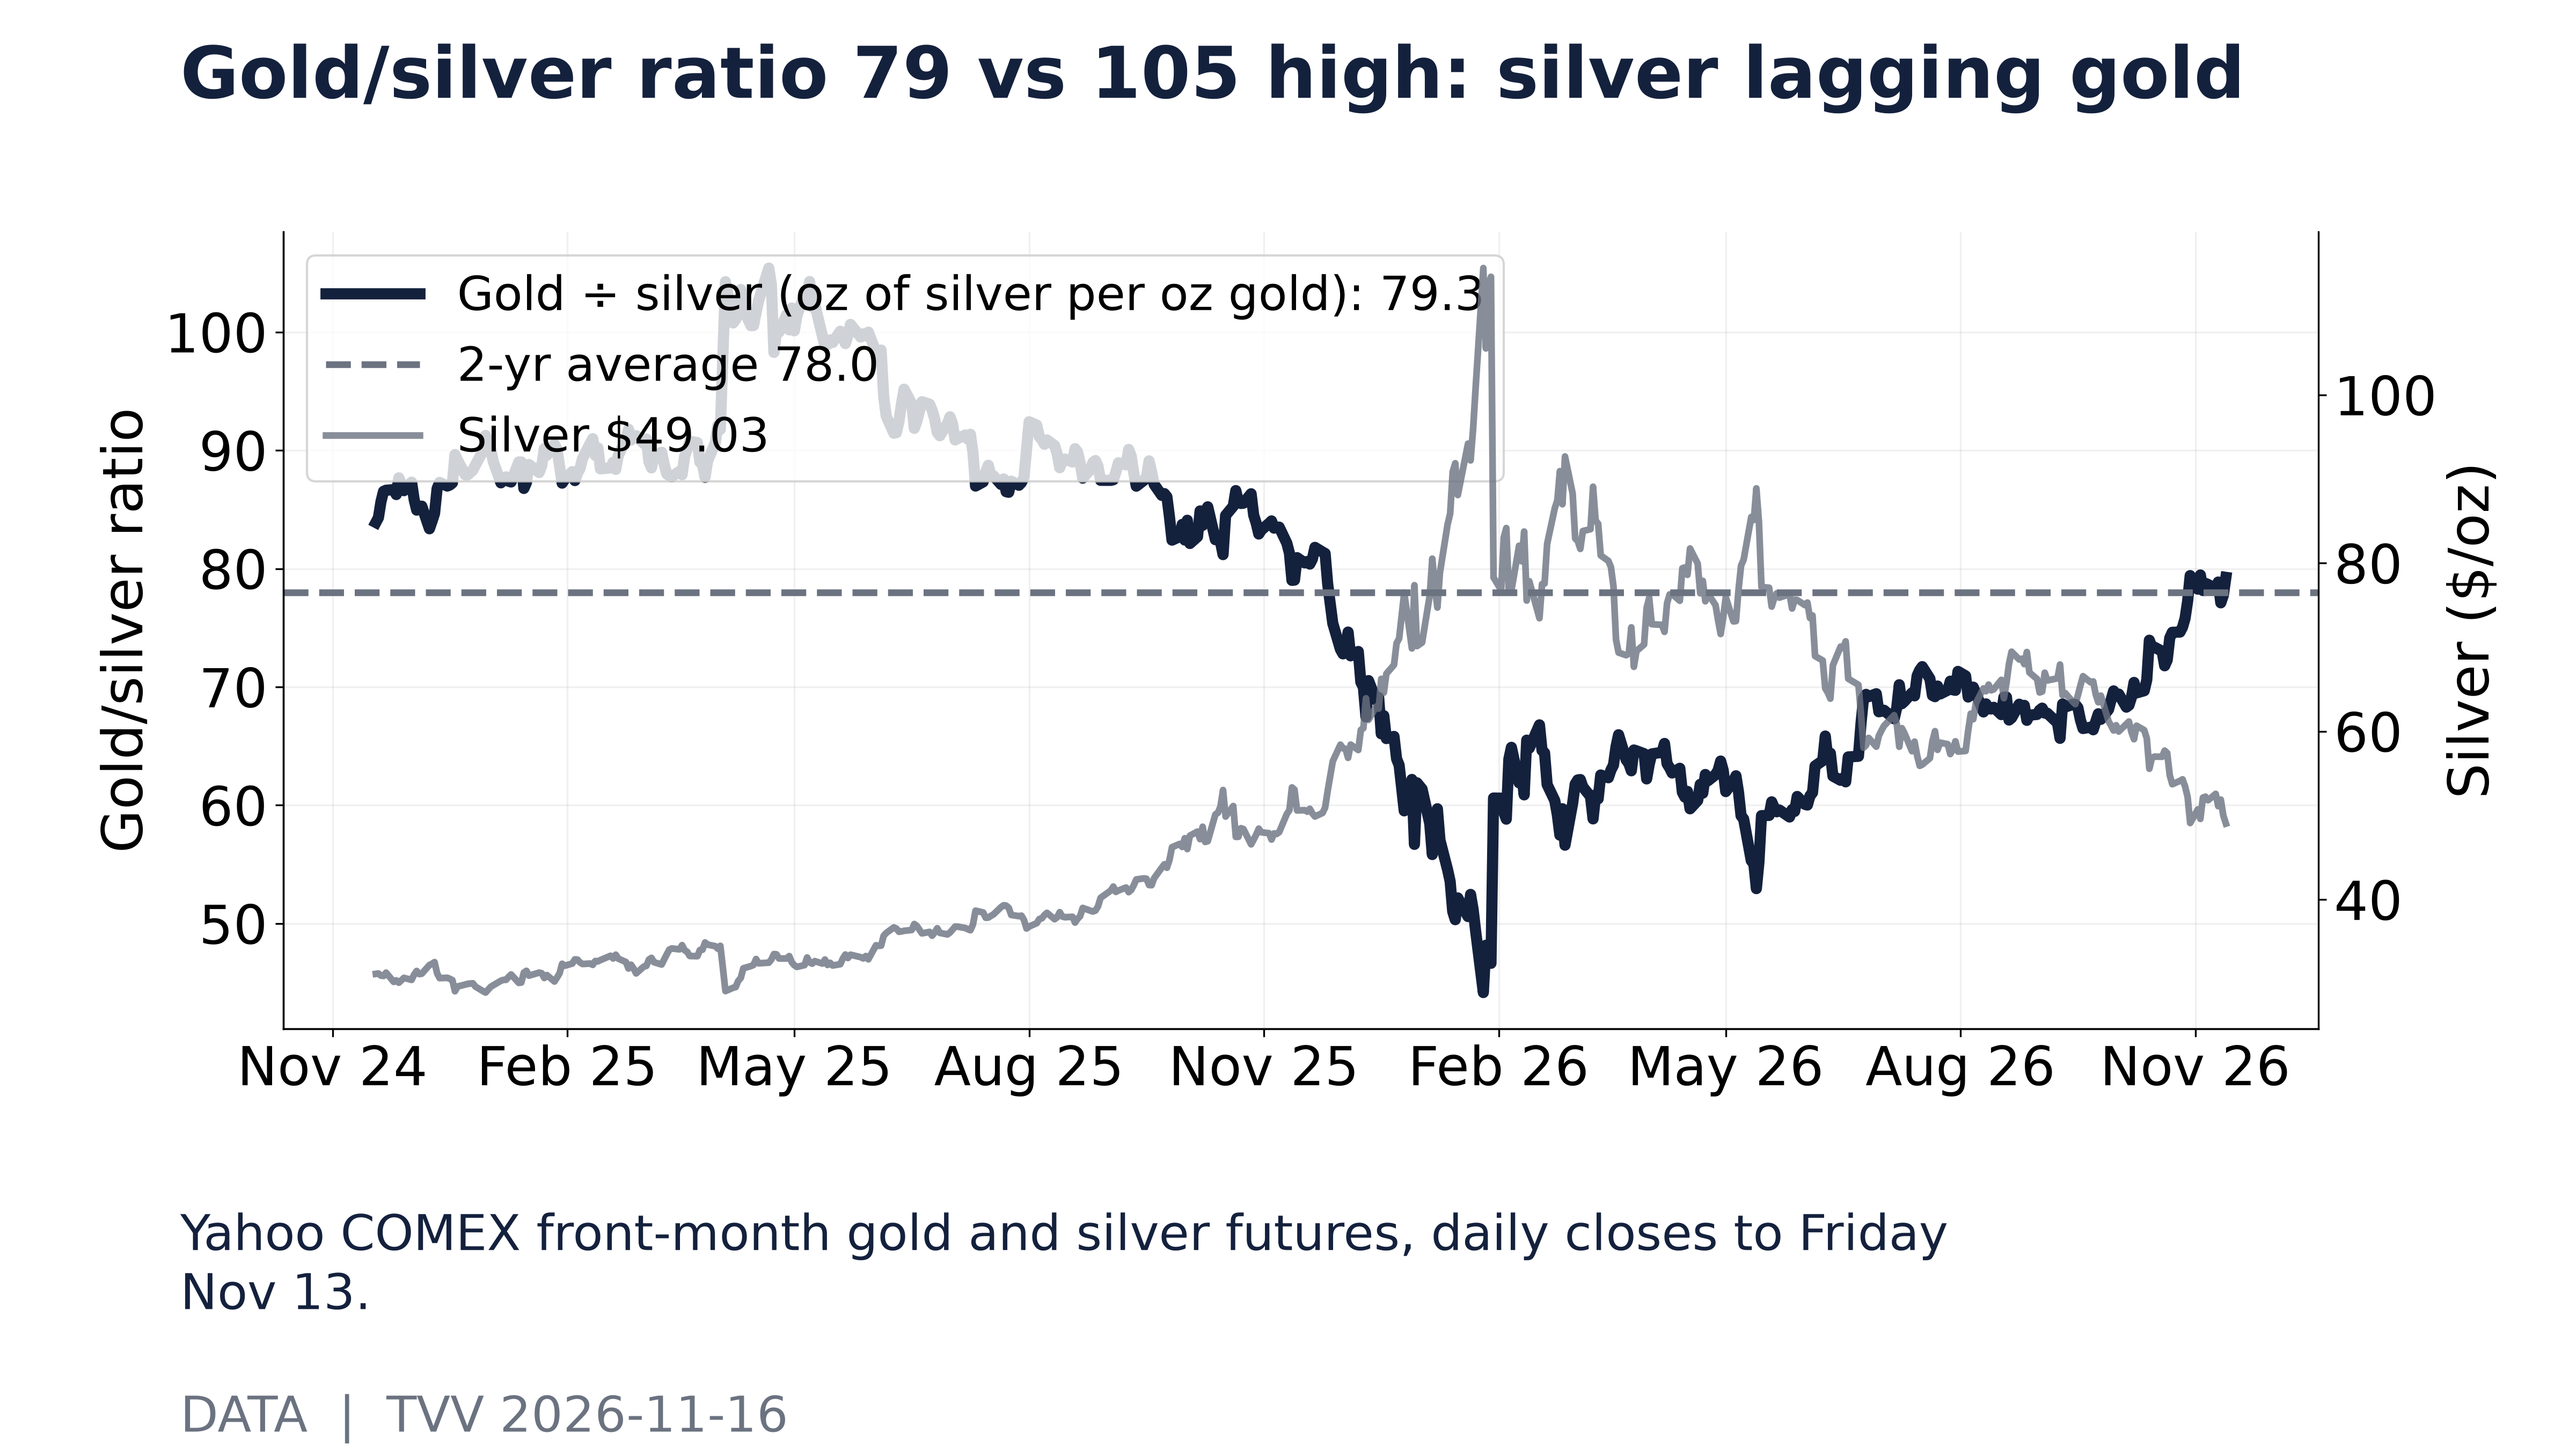 Gold/silver ratio 79 vs 105 high: silver lagging gold
Gold ÷ silver (oz of silver per oz gold): 79.3
2-yr average 78.0
Silver $49.03
Gold/silver ratio
100
90
80
70
60
50
Silver ($/oz)
100
80
60
40
Nov 24 Feb 25 May 25 Aug 25 Nov 25 Feb 26 May 26 Aug 26 Nov 26
Yahoo COMEX front-month gold and silver futures, daily closes to Friday
Nov 13.
DATA | TVV 2026-11-16